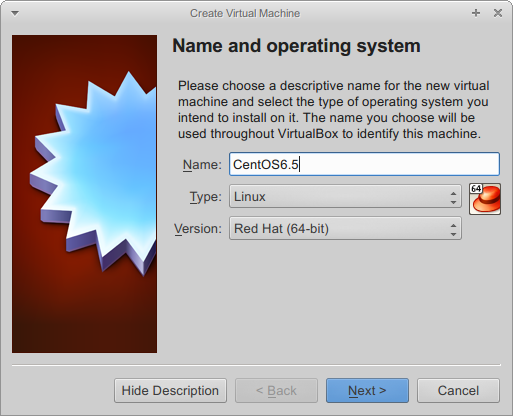 Create Virtual Machine
Name and operating system
Please choose a descriptive name for the new virtual
machine and select the type of operating system you
intend to install on it. The name you choose will be
used throughout VirtualBox to identify this machine.
Name: CentOS6.5
Type: Linux
64
Version: Red Hat (64-bit)
Hide Description < Back Next > Cancel